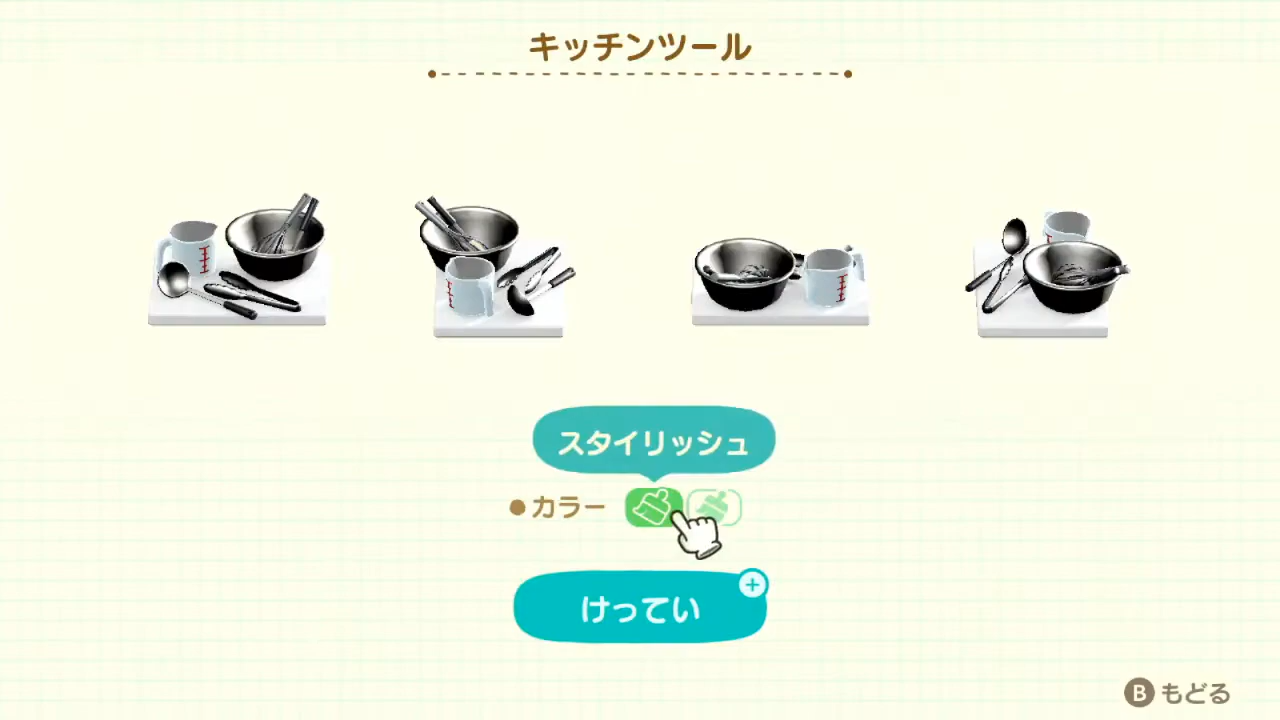 キッチンツール
スタイリッシュ
カラー
けってい
B もどる